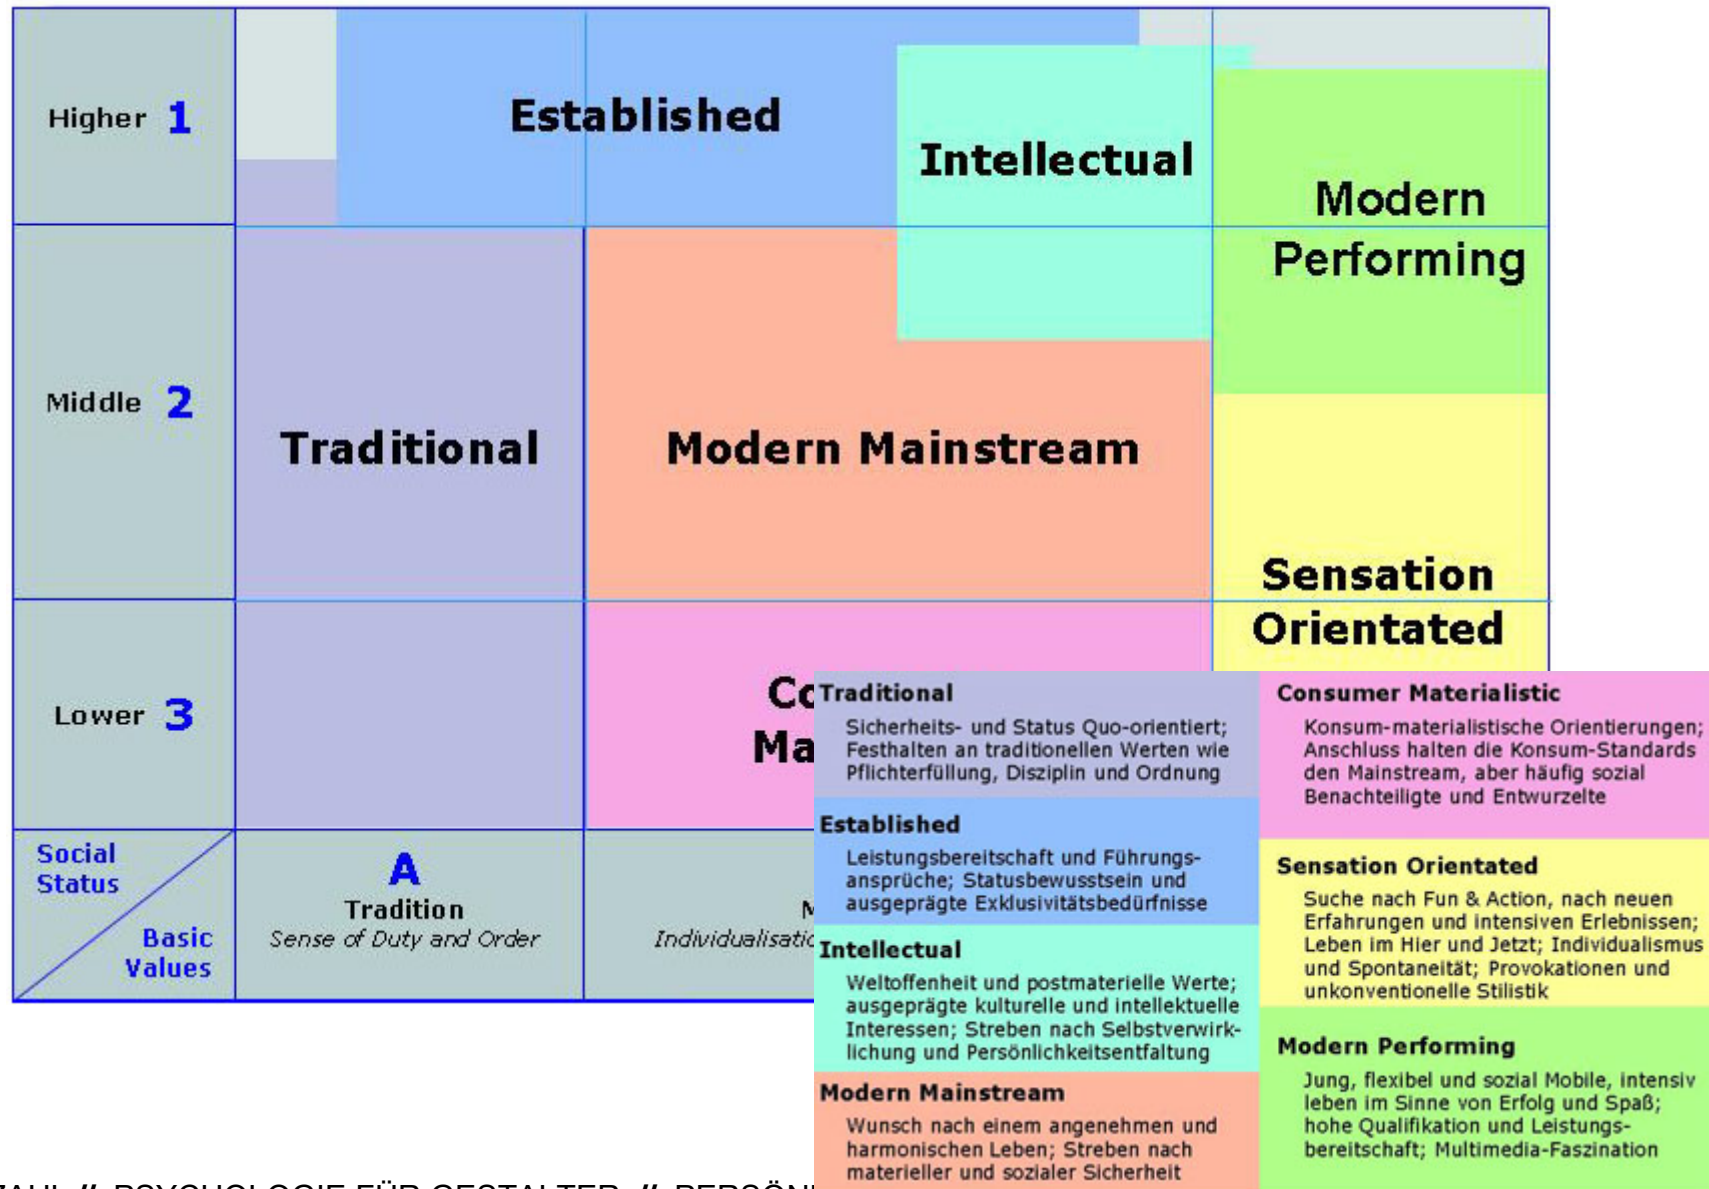 Higher 1
Established
Intellectual
Modern
Performing
Middle 2
Traditional
Modern Mainstream
Sensation
Orientated
Lower 3
Social
Status
Basic
Values
A
Tradition
Sense of Duty and Order
Traditional
Sicherheits- und Status Quo-orientiert;
Festhalten an traditionellen Werten wie
Pflichterfüllung, Disziplin und Ordnung
Established
Leistungsbereitschaft und Führungs-
ansprüche; Statusbewusstsein und
ausgeprägte Exklusivitätsbedürfnisse
Intellectual
Weltoffenheit und postmaterielle Werte;
ausgeprägte kulturelle und intellektuelle
Interessen; Streben nach Selbstverwirk-
lichung und Persönlichkeitsentfaltung
Modern Mainstream
Wunsch nach einem angenehmen und
harmonischen Leben; Streben nach
materieller und sozialer Sicherheit
Consumer Materialistic
Konsum-materialistische Orientierungen;
Anschluss halten die Konsum-Standards
den Mainstream, aber häufig sozial
Benachteiligte und Entwurzelte
Sensation Orientated
Suche nach Fun & Action, nach neuen
Erfahrungen und intensiven Erlebnissen;
Leben im Hier und Jetzt; Individualismus
und Spontaneität; Provokationen und
unkonventionelle Stilistik
Modern Performing
Jung, flexibel und sozial Mobile, intensiv
leben im Sinne von Erfolg und Spaß;
hohe Qualifikation und Leistungs-
bereitschaft; Multimedia-Faszination
// PSYCHOLOGIE FÜR GESTALTER //